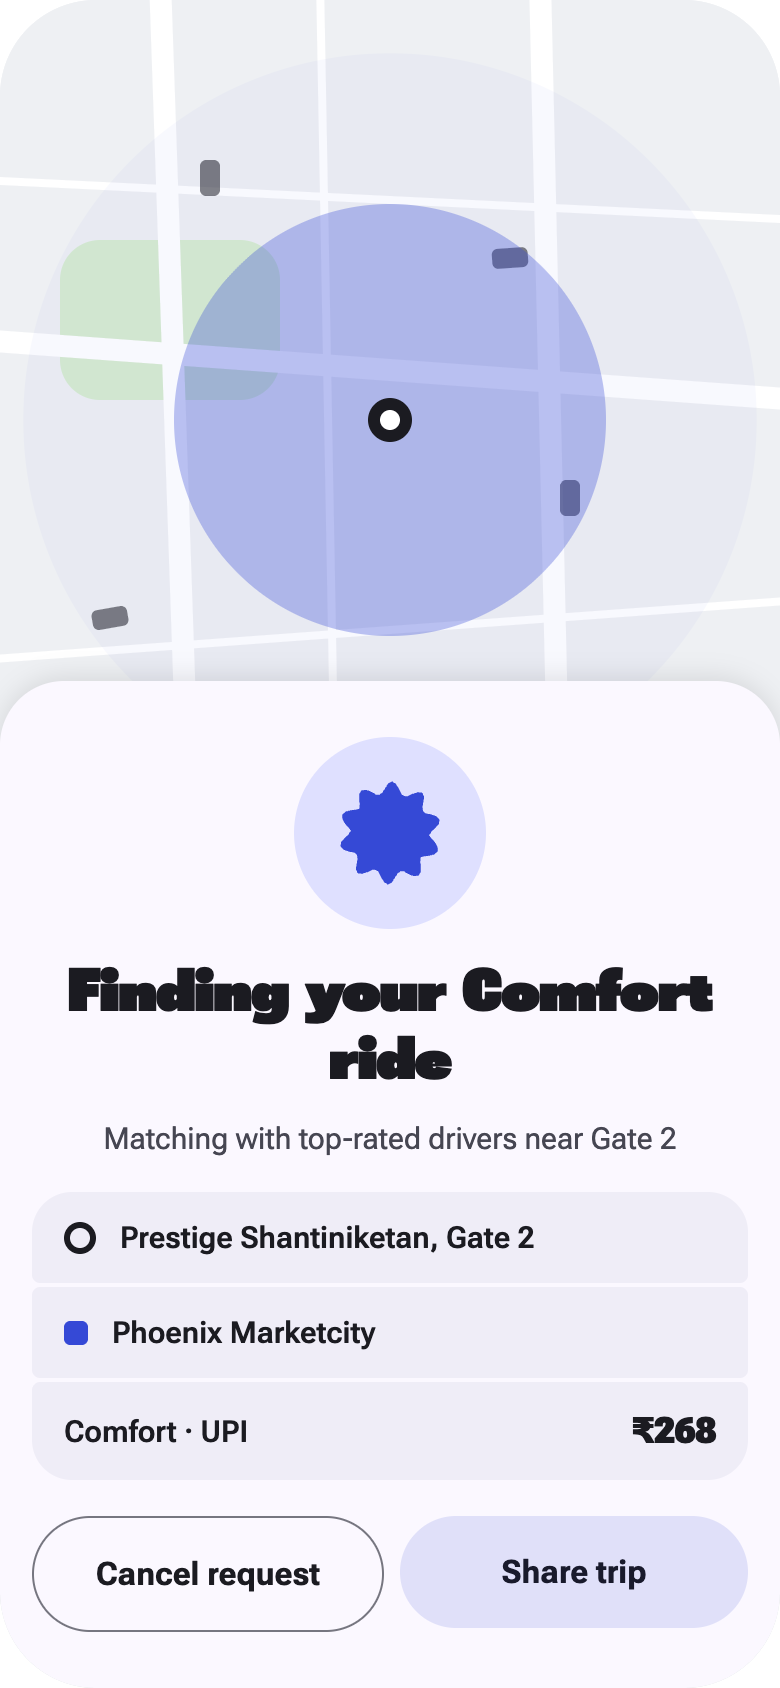 Finding your Comfort
ride
Matching with top-rated drivers near Gate 2
Prestige Shantiniketan, Gate 2
Phoenix Marketcity
Comfort · UPI
₹268
Cancel request
Share trip